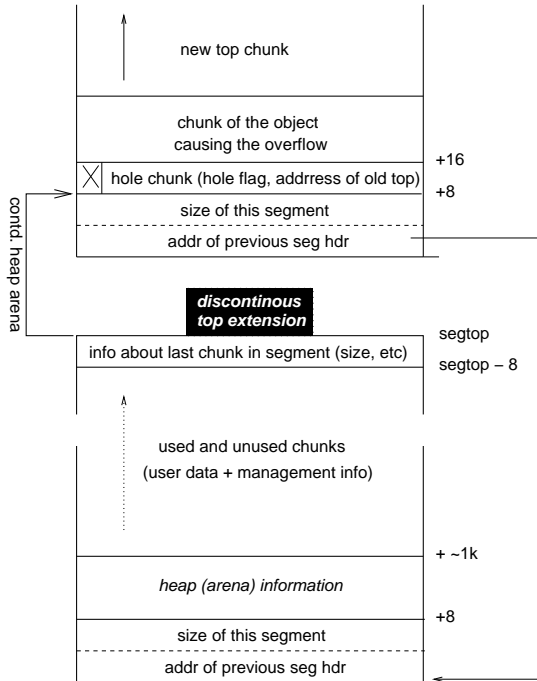 new top chunk
chunk of the object
causing the overflow
+16
hole chunk (hole flag, addrress of old top)
+8
size of this segment
addr of previous seg hdr
contd. heap arena
discontinous
top extension
segtop
info about last chunk in segment (size, etc)
segtop – 8
used and unused chunks
(user data + management info)
+ ~1k
heap (arena) information
+8
size of this segment
addr of previous seg hdr